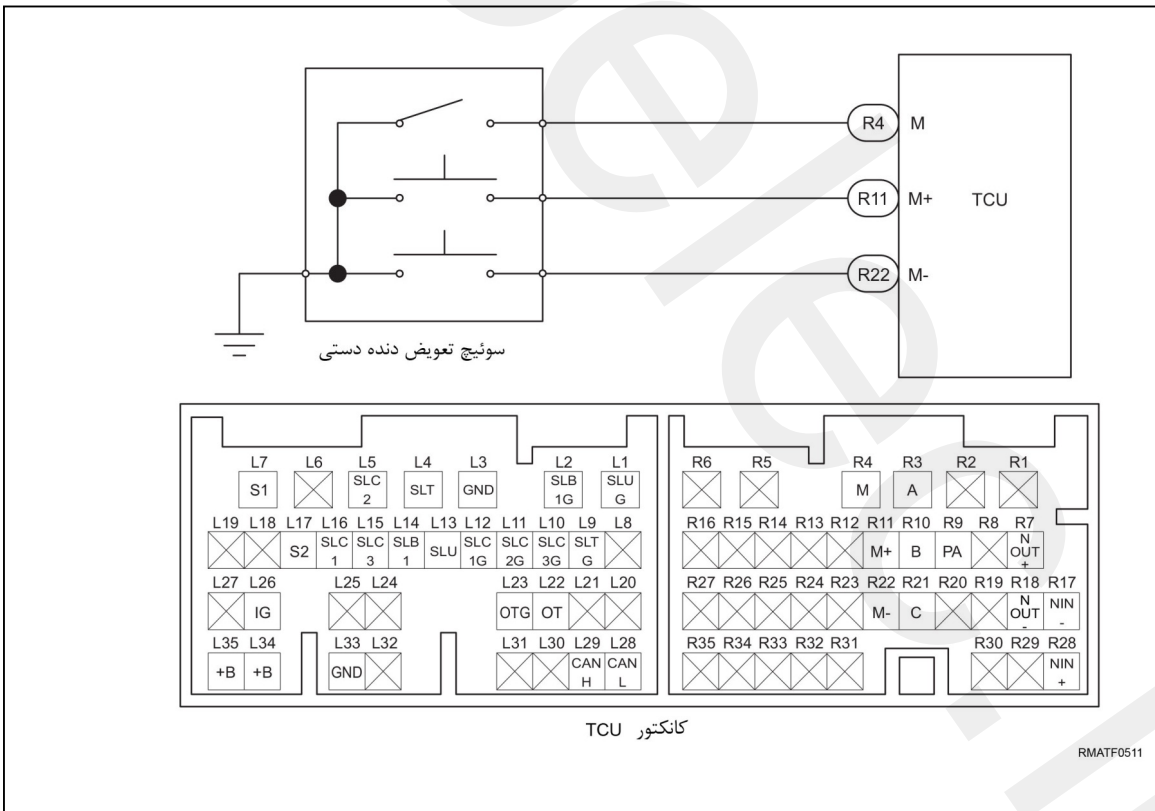 R4 M
R11 M+ TCU
R22 M-
سوئیچ تعویض دنده دستی
L7 L6 L5 L4 L3 L2 L1 R6 R5 R4 R3 R2 R1
S1 SLC 2 SLT GND SLB 1G SLU G M A
L19 L18 L17 L16 L15 L14 L13 L12 L11 L10 L9 L8 R16 R15 R14 R13 R12 R11 R10 R9 R8 R7
S2 SLC 1 SLC 3 SLB 1 SLU SLC 1G SLC 2G SLC 3G SLT G M+ B PA N OUT +
L27 L26 L25 L24 L23 L22 L21 L20 R27 R26 R25 R24 R23 R22 R21 R20 R19 R18 R17
IG OTG OT M- C N OUT - NIN -
L35 L34 L33 L32 L31 L30 L29 L28 R35 R34 R33 R32 R31 R30 R29 R28
+B +B GND CAN H CAN L NIN +
کانکتور TCU
RMATF0511